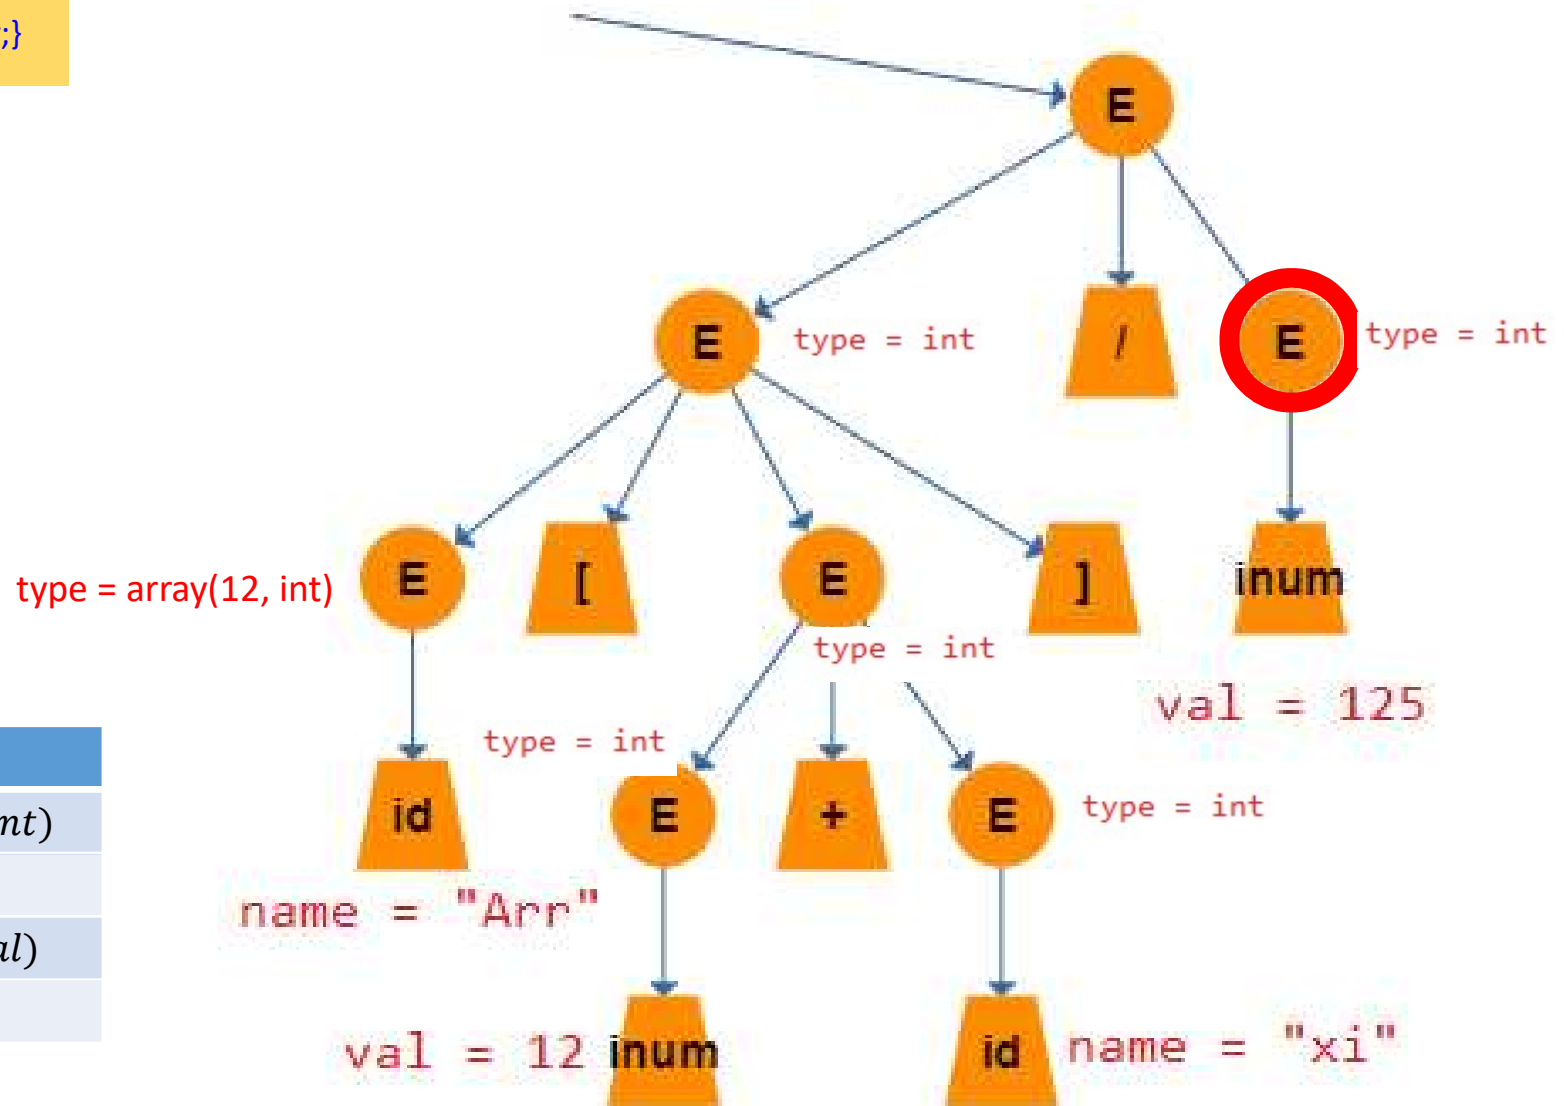 ;}
E
E
type = int
/
E
type = int
type = array(12, int)
E
[
E
]
inum
type = int
val = 125
type = int
id
E
+
E
type = int
nt)
name = "Arr"
al)
val = 12
inum
id
name = "xi"